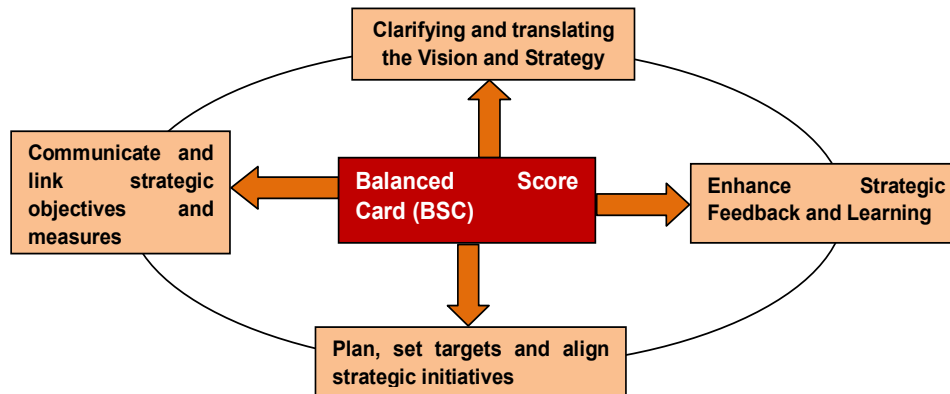 Clarifying and translating
the Vision and Strategy
Communicate and
link strategic
objectives and
measures
Balanced Score
Card (BSC)
Enhance Strategic
Feedback and Learning
Plan, set targets and align
strategic initiatives